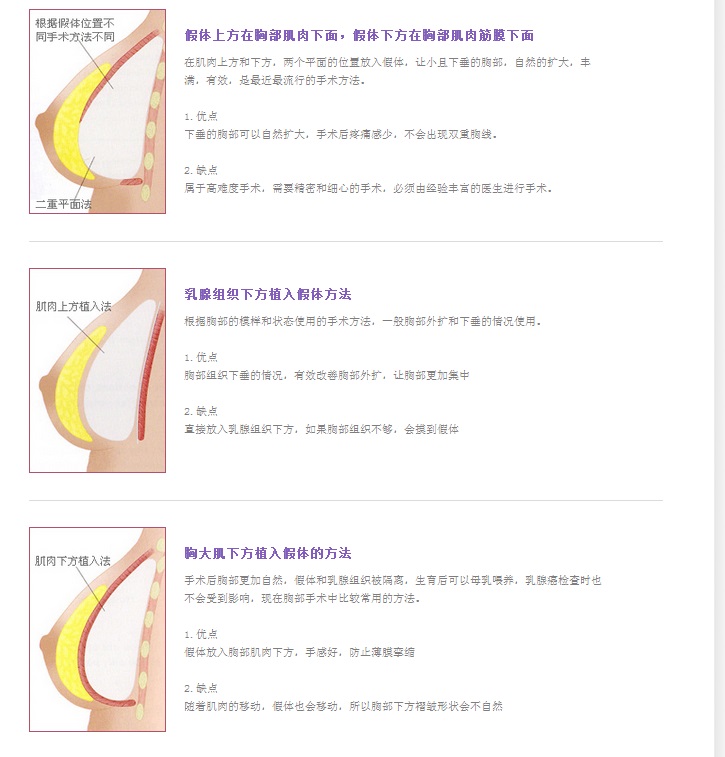 根据假体位置不
同手术方法不同
二重平面法
假体上方在胸部肌肉下面，假体下方在胸部肌肉筋膜下面
在肌肉上方和下方，两个平面的位置放入假体，让小且下垂的胸部，自然的扩大，丰
满，有效，是最近最流行的手术方法。
1. 优点
下垂的胸部可以自然扩大，手术后疼痛感少，不会出现双重胸线。
2. 缺点
属于高难度手术，需要精密和细心的手术，必须由经验丰富的医生进行手术。
肌肉上方植入法
乳腺组织下方植入假体方法
根据胸部的模样和状态使用的手术方法，一般胸部外扩和下垂的情况使用。
1. 优点
胸部组织下垂的情况，有效改善胸部外扩，让胸部更加集中
2. 缺点
直接放入乳腺组织下方，如果胸部组织不够，会摸到假体
肌肉下方植入法
胸大肌下方植入假体的方法
手术后胸部更加自然，假体和乳腺组织被隔离，生育后可以母乳喂养，乳腺癌检查时也
不会受到影响，现在胸部手术中比较常用的方法。
1. 优点
假体放入胸部肌肉下方，手感好，防止薄膜挛缩
2. 缺点
随着肌肉的移动，假体也会移动，所以胸部下方褶皱形状会不自然